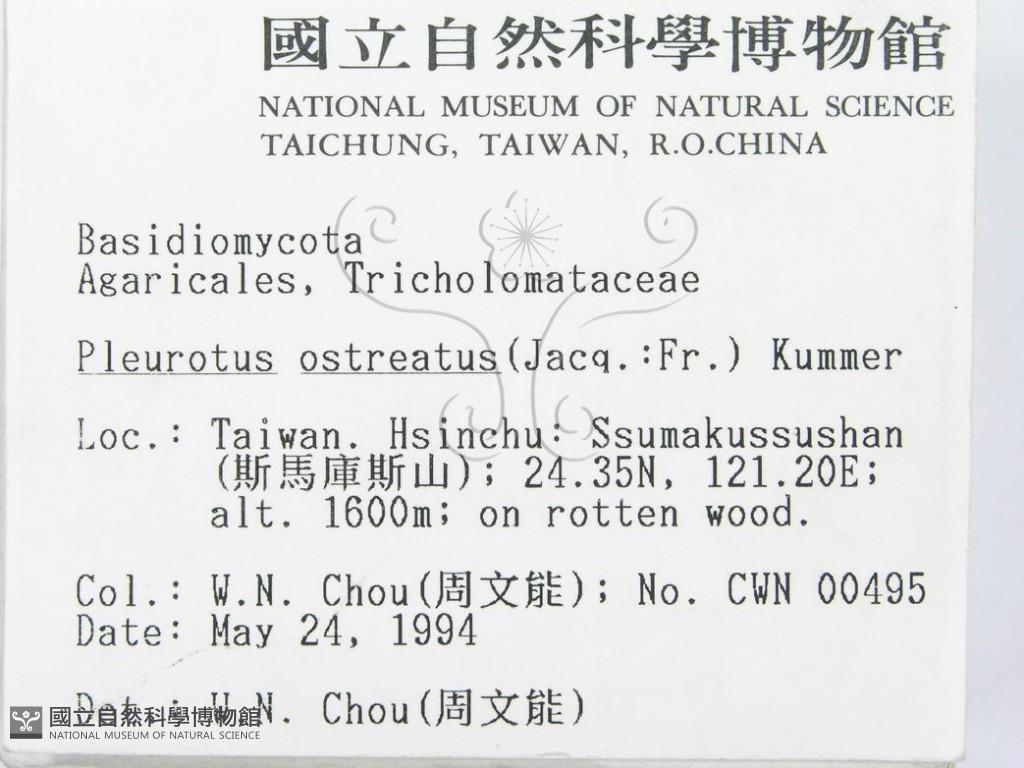 國立自然科學博物館
NATIONAL MUSEUM OF NATURAL SCIENCE
TAICHUNG, TAIWAN, R.O.CHINA
Basidiomycota
Agaricales, Tricholomataceae
Pleurotus ostreatus(Jacq.:Fr.) Kummer
Loc.: Taiwan. Hsinchu: Ssumakussushan
(斯馬庫斯山); 24.35N, 121.20E;
alt. 1600m; on rotten wood.
Col.: W.N. Chou(周文能); No. CWN 00495
Date: May 24, 1994
Det.: W.N. Chou(周文能)
國立自然科學博物館
NATIONAL MUSEUM OF NATURAL SCIENCE